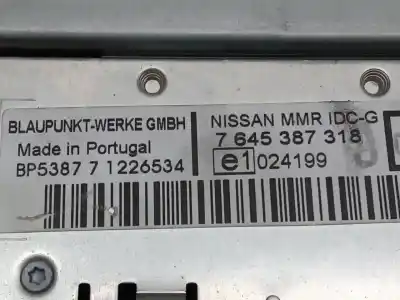 BLAUPUNKT-WERKE GMBH
Made in Portugal
BP5387 7 1226534
NISSAN MMR IDC-G
7 645 387 318
e1 024199